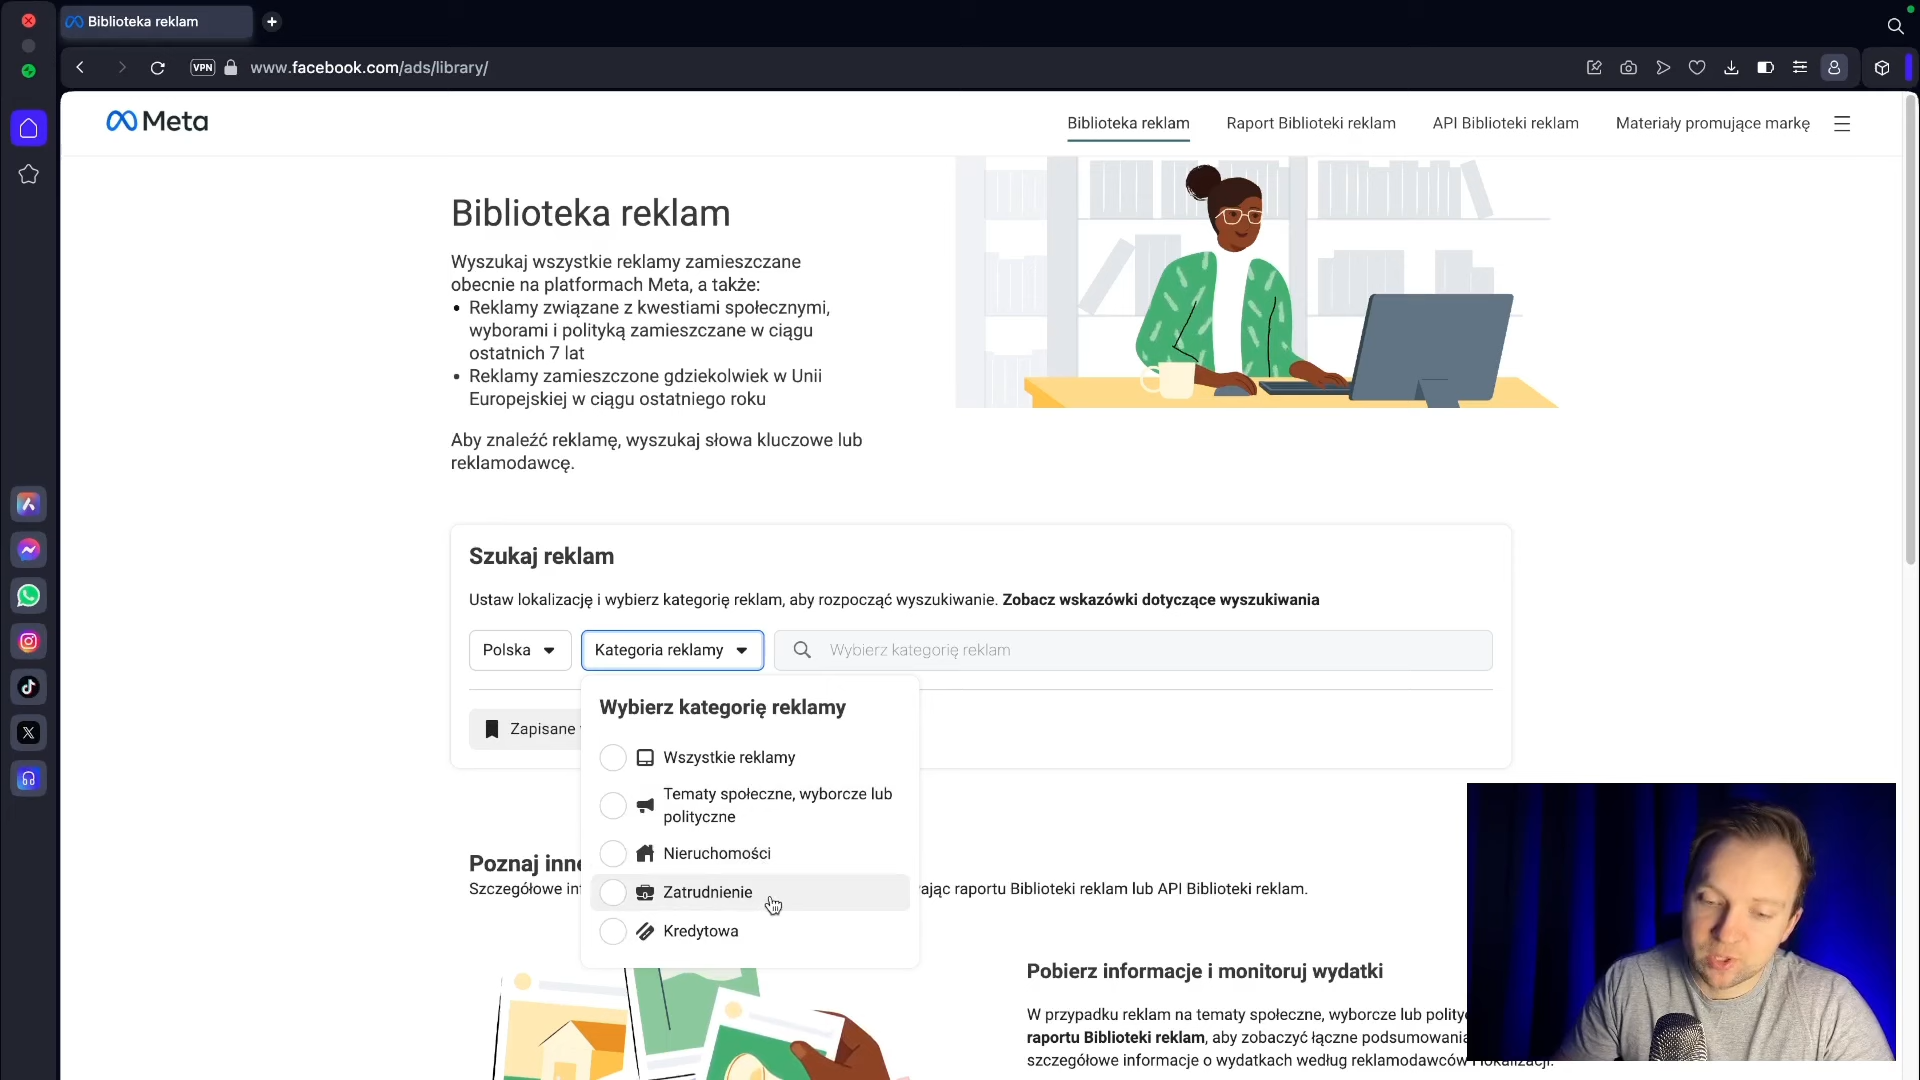 Biblioteka reklam
VPN
www.facebook.com/ads/library/
Meta
Biblioteka reklam
Raport Biblioteki reklam
API Biblioteki reklam
Materiały promujące markę
Biblioteka reklam
Wyszukaj wszystkie reklamy zamieszczane
obecnie na platformach Meta, a także:
Reklamy związane z kwestiami społecznymi,
wyborami i polityką zamieszczane w ciągu
ostatnich 7 lat
Reklamy zamieszczone gdziekolwiek w Unii
Europejskiej w ciągu ostatniego roku
Aby znaleźć reklamę, wyszukaj słowa kluczowe lub
reklamodawcę.
Szukaj reklam
Ustaw lokalizację i wybierz kategorię reklam, aby rozpocząć wyszukiwanie. Zobacz wskazówki dotyczące wyszukiwania
Polska
Kategoria reklamy
Wybierz kategorię reklam
Zapisane
Wybierz kategorię reklamy
Wszystkie reklamy
Tematy społeczne, wyborcze lub
polityczne
Nieruchomości
Zatrudnienie
Kredytowa
Poznaj inne
Szczegółowe in
ając raportu Biblioteki reklam lub API Biblioteki reklam.
Pobierz informacje i monitoruj wydatki
W przypadku reklam na tematy społeczne, wyborcze lub polity
raportu Biblioteki reklam, aby zobaczyć łączne podsumowani
szczegółowe informacje o wydatkach według reklamodawców i lokalizacji.